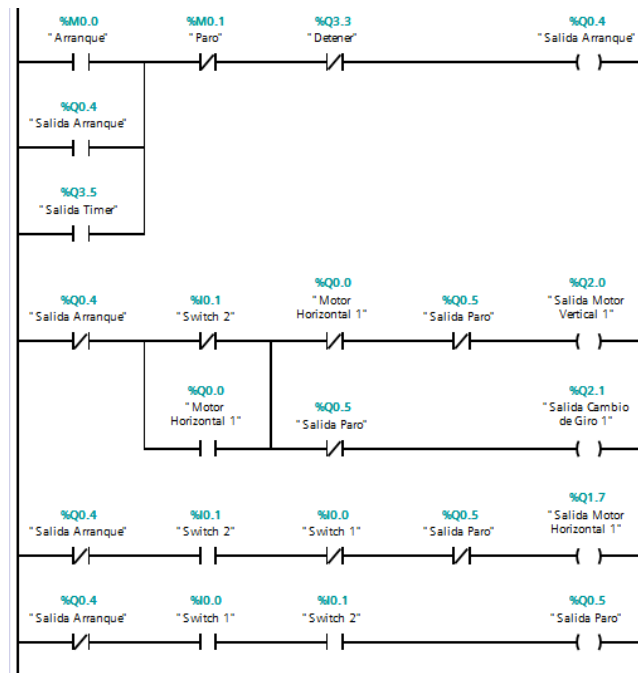 %M0.0 %M0.1 %Q3.3 %Q0.4
"Arranque" "Paro" "Detener" "Salida Arranque"
%Q0.4
"Salida Arranque"
%Q3.5
"Salida Timer"
%Q0.0
%Q0.4 %I0.1 "Motor %Q0.5 %Q2.0
"Salida Arranque" "Switch 2" Horizontal 1" "Salida Paro" "Salida Motor
Vertical 1"
%Q0.0
"Motor
Horizontal 1"
%Q0.5
"Salida Paro"
%Q2.1
"Salida Cambio
de Giro 1"
%Q1.7
%Q0.4 %I0.1 %I0.0 %Q0.5 "Salida Motor
"Salida Arranque" "Switch 2" "Switch 1" "Salida Paro" Horizontal 1"
%Q0.4 %I0.0 %I0.1 %Q0.5
"Salida Arranque" "Switch 1" "Switch 2" "Salida Paro"